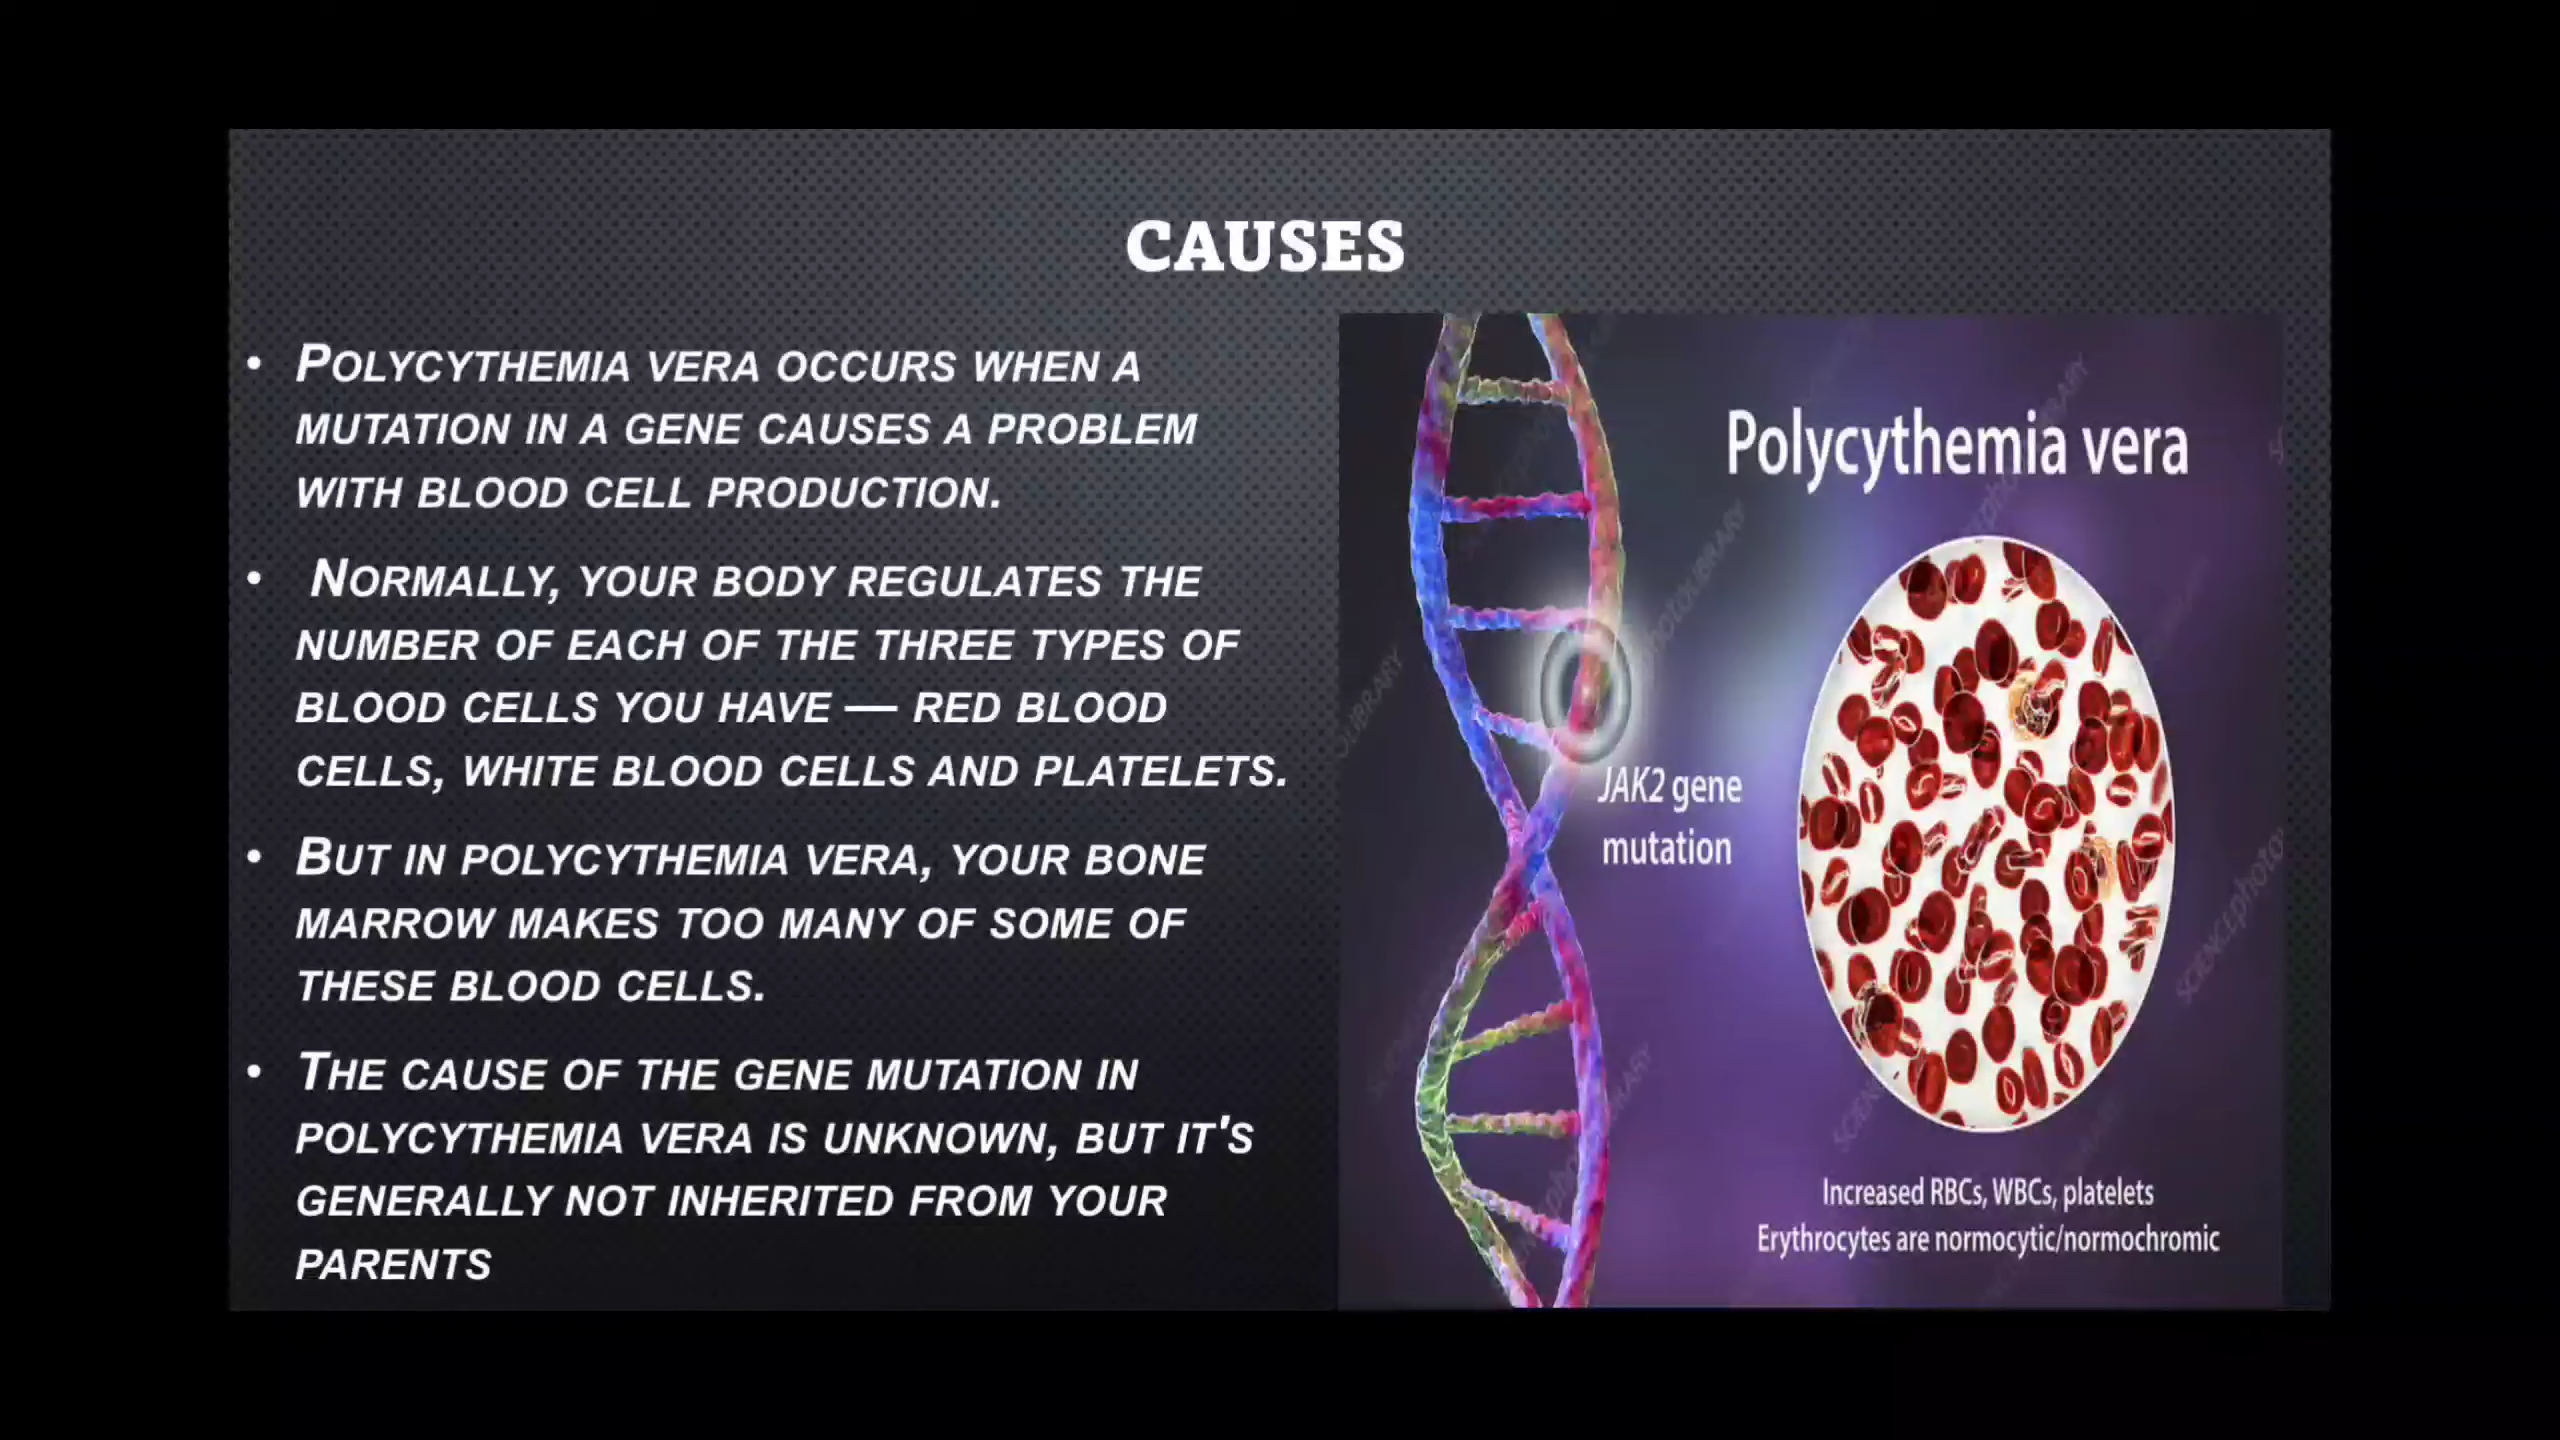 CAUSES
• POLYCYTHEMIA VERA OCCURS WHEN A
MUTATION IN A GENE CAUSES A PROBLEM
WITH BLOOD CELL PRODUCTION.
• NORMALLY, YOUR BODY REGULATES THE
NUMBER OF EACH OF THE THREE TYPES OF
BLOOD CELLS YOU HAVE — RED BLOOD
CELLS, WHITE BLOOD CELLS AND PLATELETS.
• BUT IN POLYCYTHEMIA VERA, YOUR BONE
MARROW MAKES TOO MANY OF SOME OF
THESE BLOOD CELLS.
• THE CAUSE OF THE GENE MUTATION IN
POLYCYTHEMIA VERA IS UNKNOWN, BUT IT'S
GENERALLY NOT INHERITED FROM YOUR
PARENTS
Polycythemia vera
JAK2 gene
mutation
Increased RBCs, WBCs, platelets
Erythrocytes are normocytic/normochromic